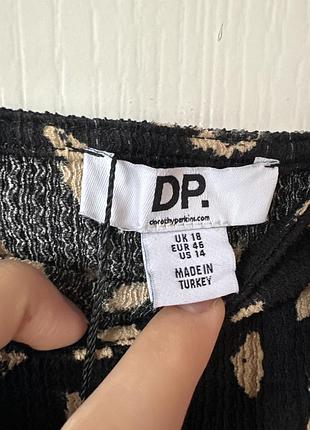 DP.
dorothyperkins.com
UK 18
EUR 46
US 14
MADE IN
TURKEY